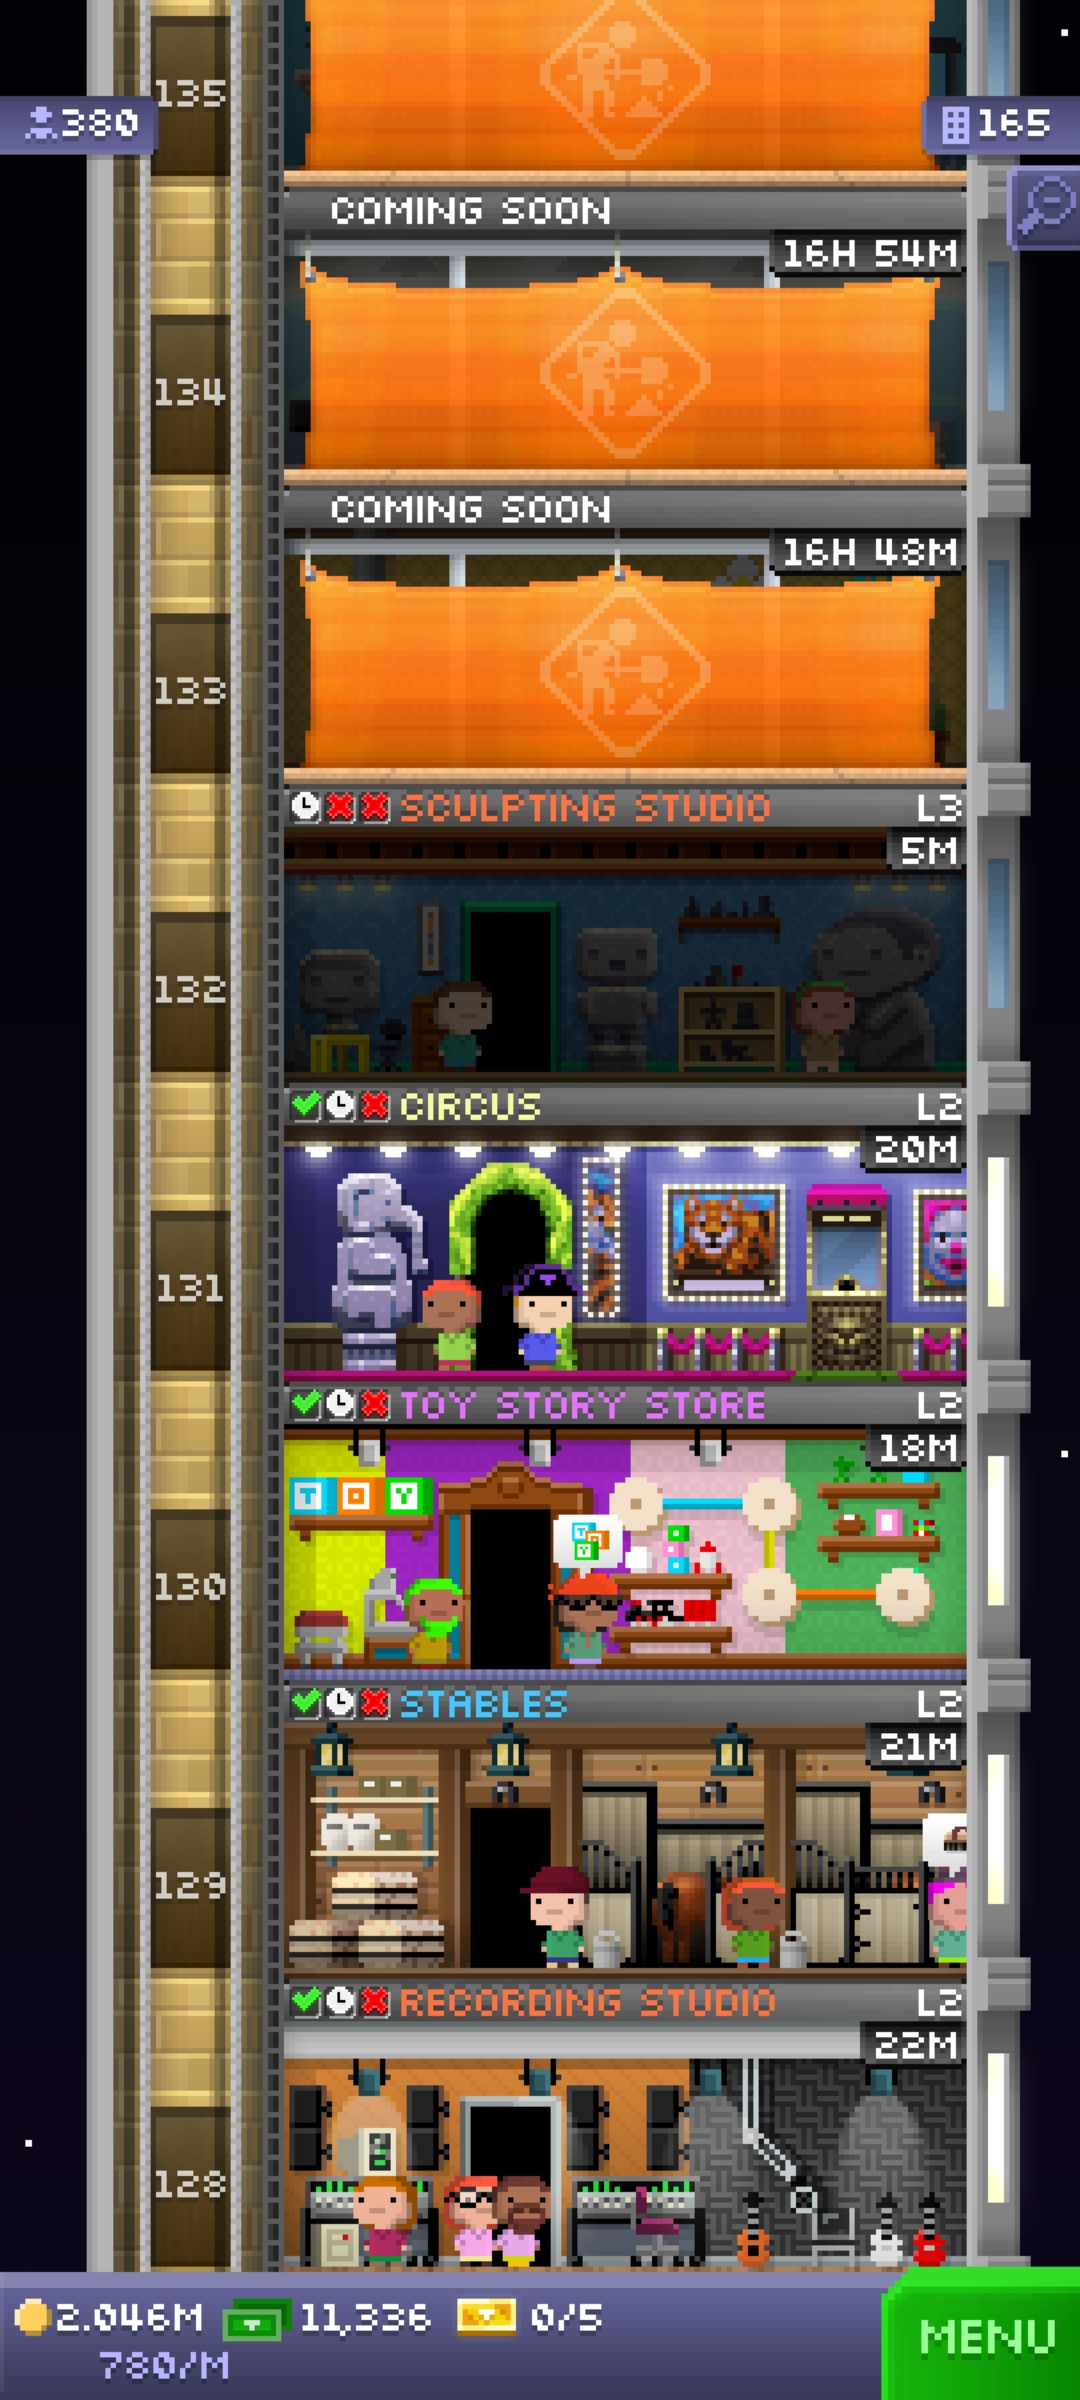 135
380
165
COMING SOON
16H 54M
134
COMING SOON
16H 48M
133
SCULPTING STUDIO L3
5M
132
CIRCUS L2
20M
131
TOY STORY STORE L2
18M
T O Y
130
STABLES L2
21M
129
RECORDING STUDIO L2
22M
128
2.046M 11,336 0/5
780/M
MENU